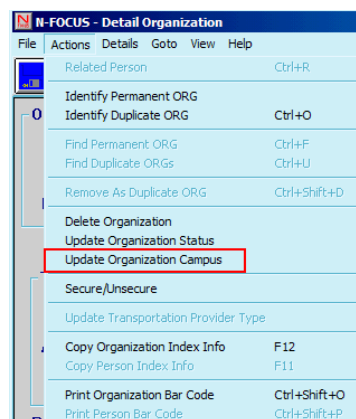 N-FOCUS - Detail Organization
File Actions Details Goto View Help
Related Person Ctrl+R
Identify Permanent ORG
Identify Duplicate ORG Ctrl+O
Find Permanent ORG Ctrl+F
Find Duplicate ORGs Ctrl+U
Remove As Duplicate ORG Ctrl+Shift+D
Delete Organization
Update Organization Status
Update Organization Campus
Secure/Unsecure
Update Transportation Provider Type
Copy Organization Index Info F12
Copy Person Index Info F11
Print Organization Bar Code Ctrl+Shift+O
Print Person Bar Code Ctrl+Shift+P